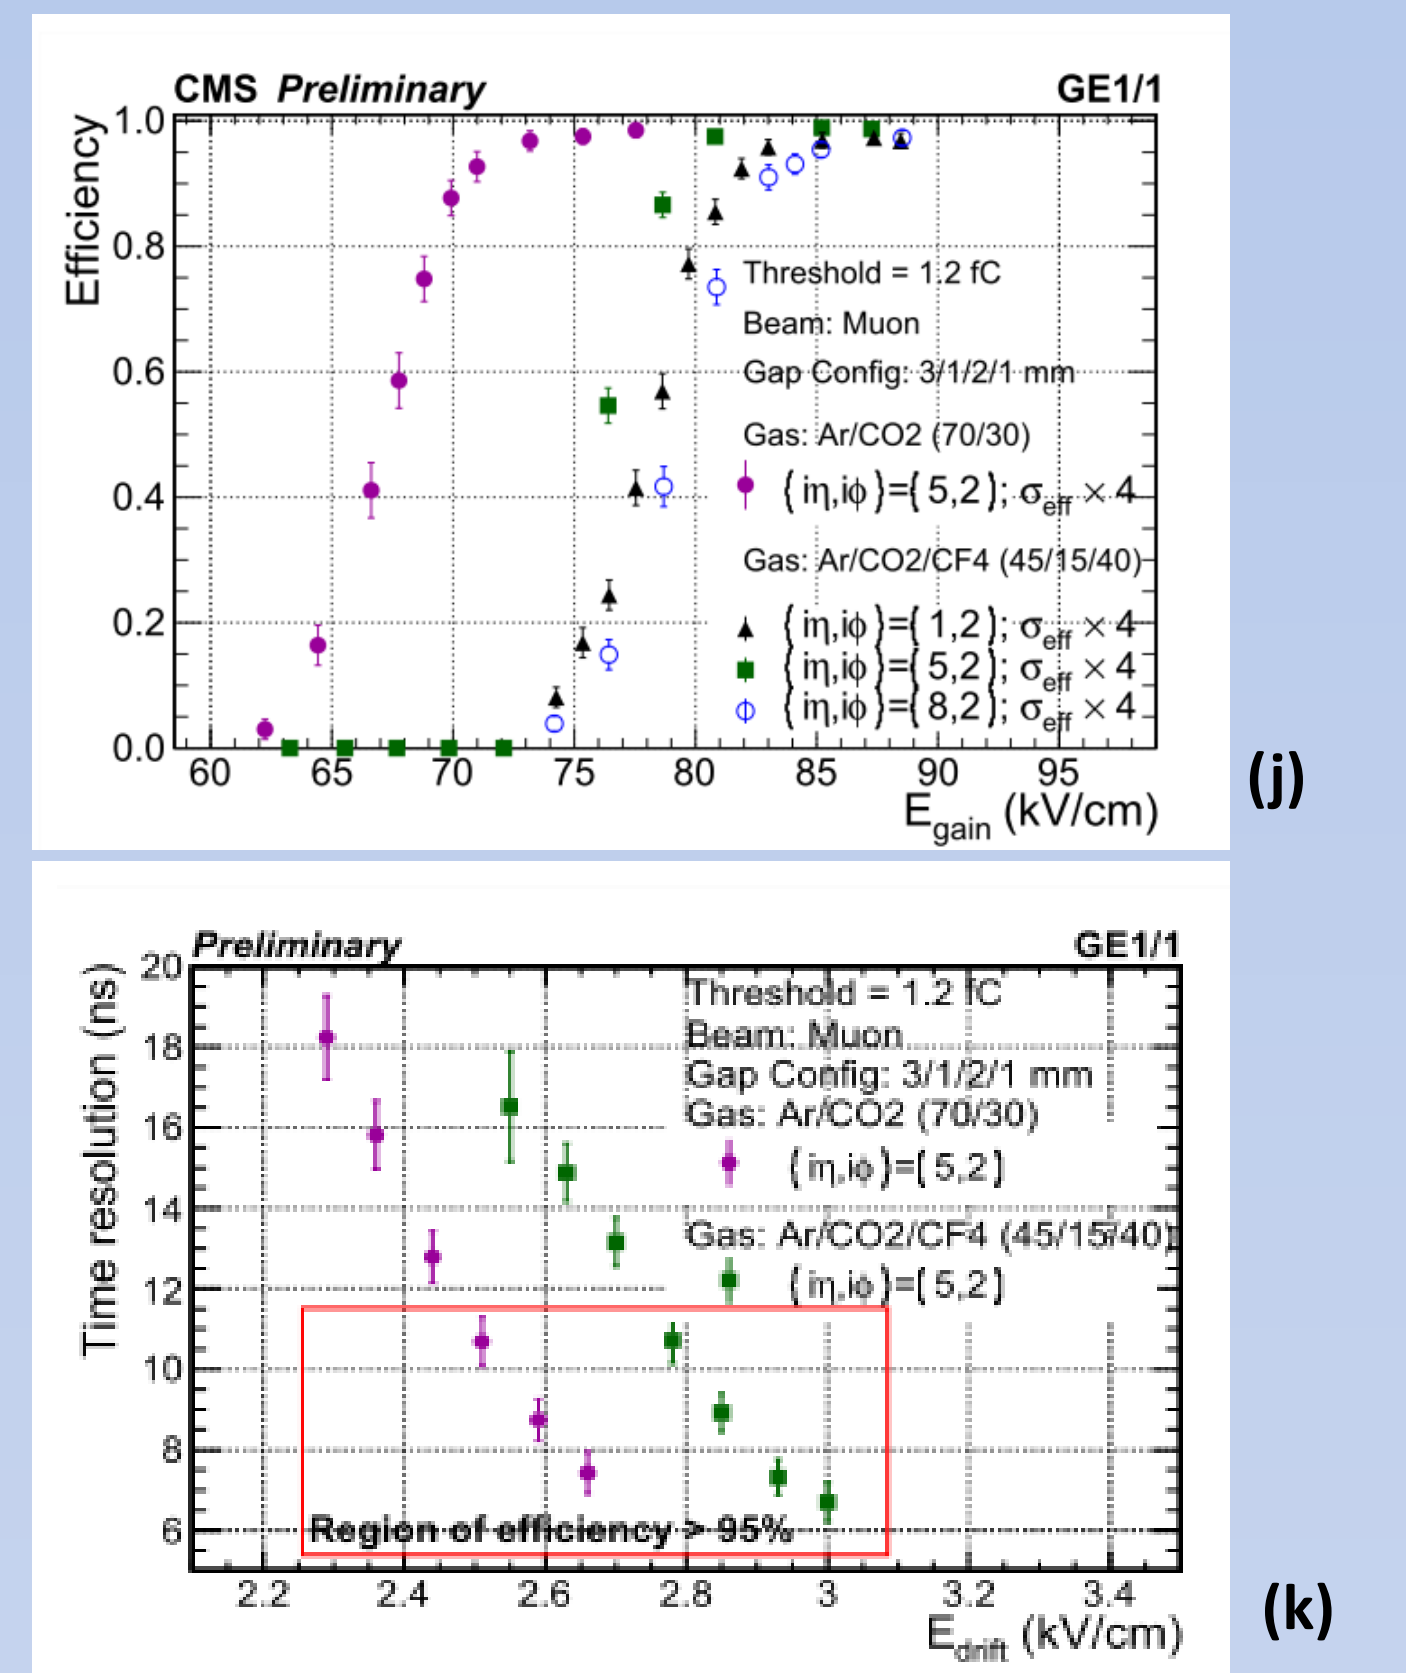 CMS Preliminary GE1/1
Efficiency
1.0
0.8
0.6
0.4
0.2
0.0
Threshold = 1.2 fC
Beam: Muon
Gap Config: 3/1/2/1 mm
Gas: Ar/CO2 (70/30)
(iη,iϕ)=(5,2); σeff × 4
Gas: Ar/CO2/CF4 (45/15/40)
(iη,iϕ)=(1,2); σeff × 4
(iη,iϕ)=(5,2); σeff × 4
(iη,iϕ)=(8,2); σeff × 4
60 65 70 75 80 85 90 95
Egain (kV/cm)
(j)
Preliminary GE1/1
Time resolution (ns)
20
18
16
14
12
10
8
6
Threshold = 1.2 fC
Beam: Muon
Gap Config: 3/1/2/1 mm
Gas: Ar/CO2 (70/30)
(iη,iϕ)=(5,2)
Gas: Ar/CO2/CF4 (45/15/40)
(iη,iϕ)=(5,2)
Region of efficiency > 95%
2.2 2.4 2.6 2.8 3 3.2 3.4
Edrift (kV/cm)
(k)